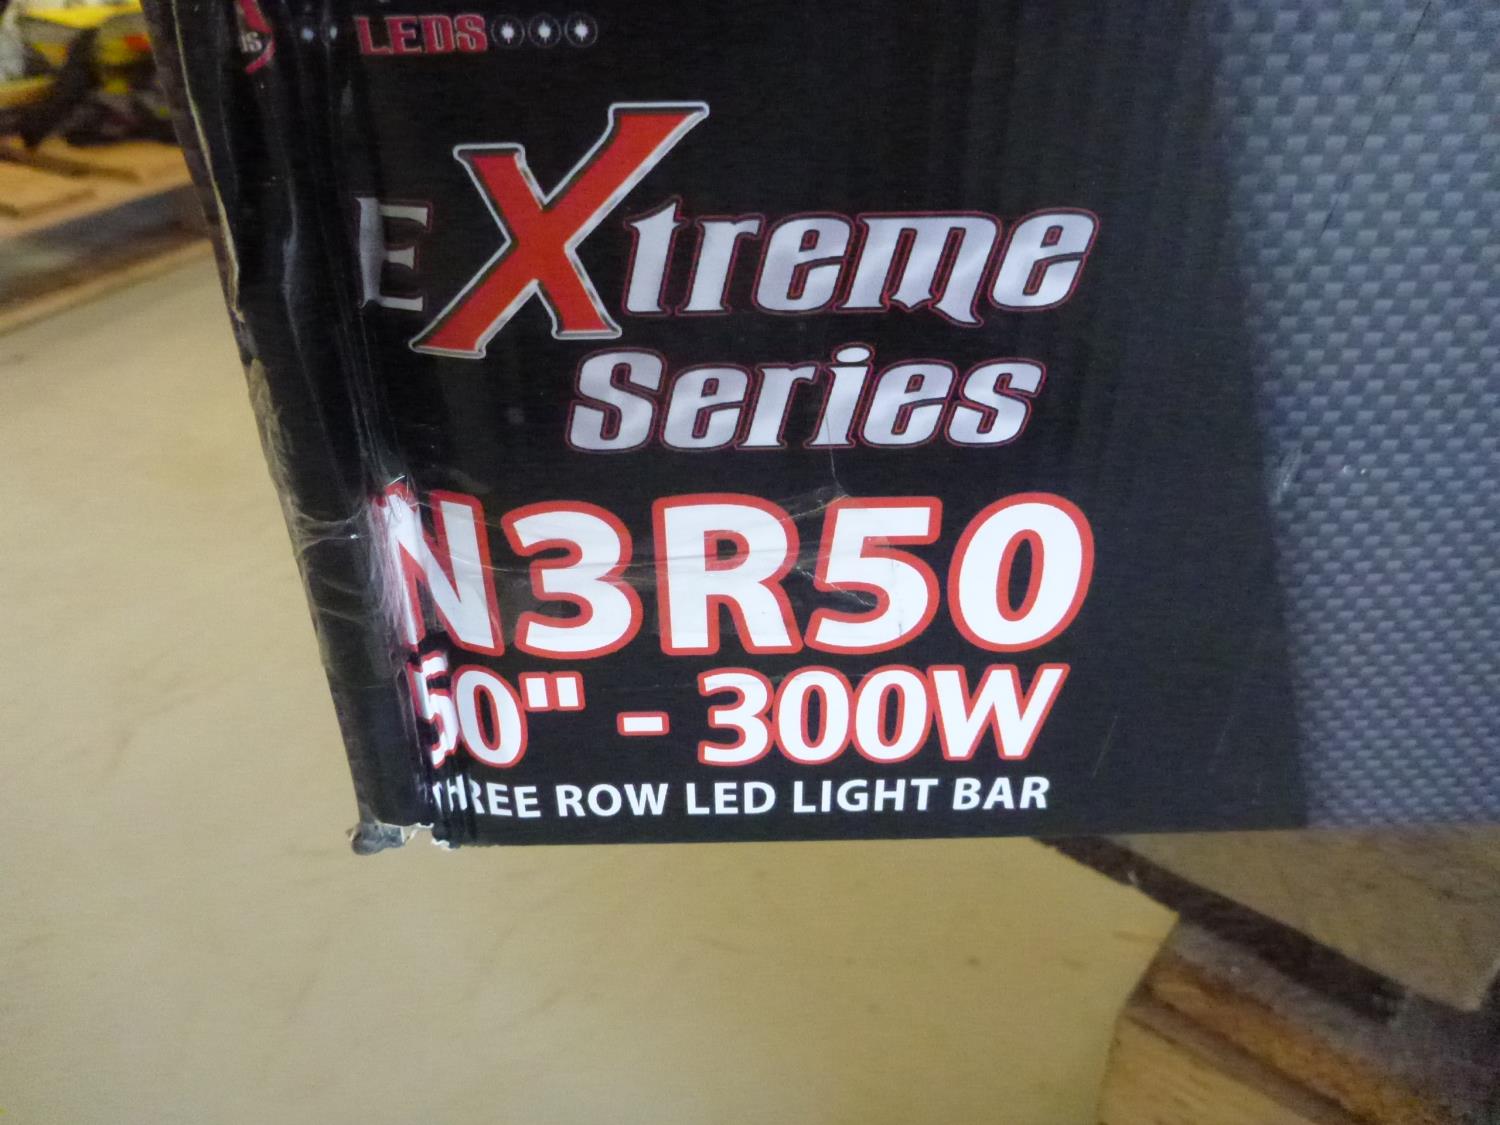 LEDS
EXtreme
Series
N3R50
50" - 300W
THREE ROW LED LIGHT BAR